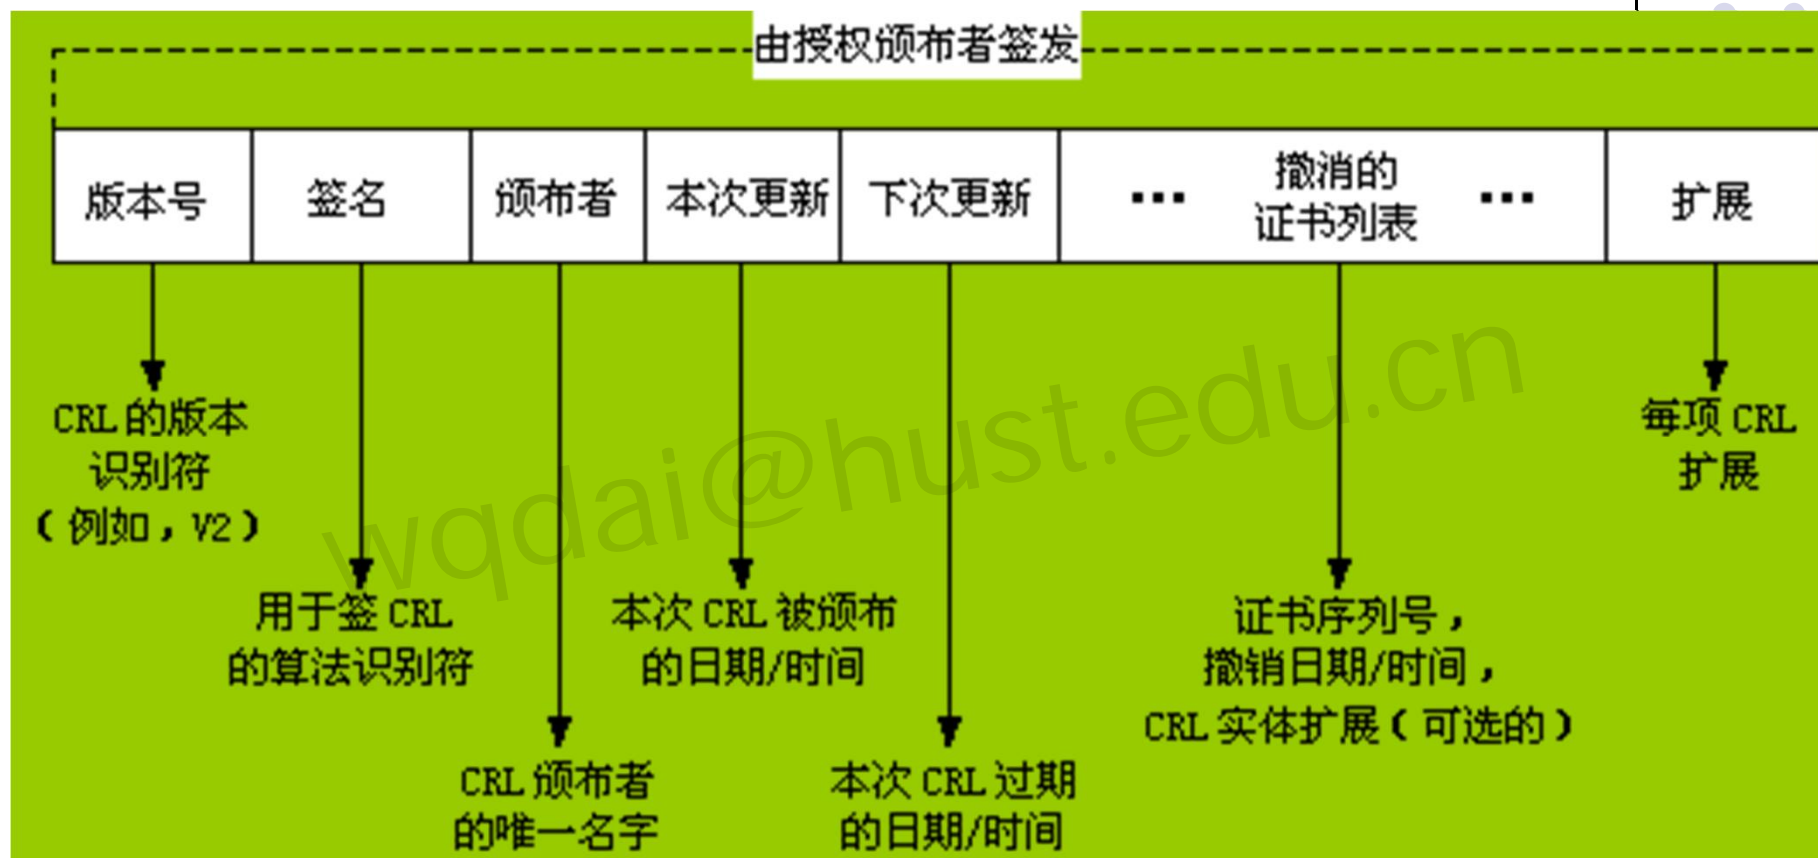 由授权颁布者签发
版本号
签名
颁布者
本次更新
下次更新
... 撤消的 ...
证书列表
扩展
CRL的版本
识别符
(例如,V2)
用于签 CRL
的算法识别符
CRL 颁布者
的唯一名字
本次 CRL 被颁布
的日期/时间
本次 CRL 过期
的日期/时间
证书序列号,
撤销日期/时间,
CRL 实体扩展(可选的)
每项 CRL
扩展
wqdai@hust.edu.cn